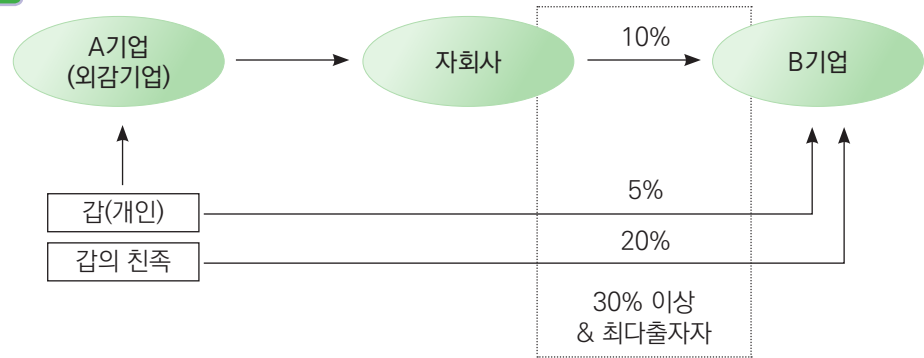 A기업
(외감기업)
자회사
10%
B기업
갑(개인)
5%
갑의 친족
20%
30% 이상
& 최다출자자